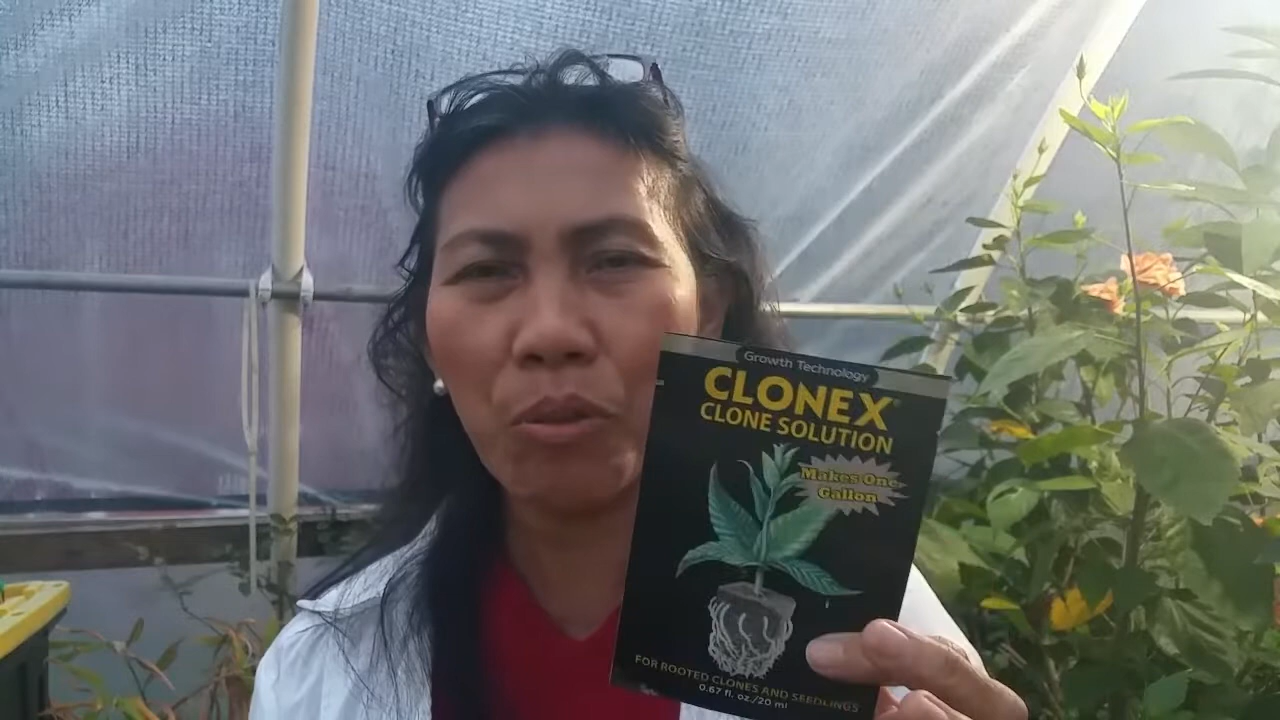 Growth Technology
CLONEX®
CLONE SOLUTION
Makes One
Gallon
FOR ROOTED CLONES AND SEEDLINGS
0.67 fl. oz./20 ml